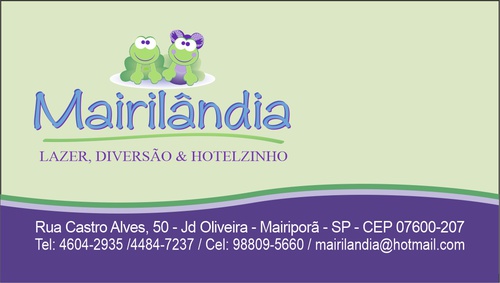 Mairilândia
LAZER, DIVERSÃO & HOTELZINHO
Rua Castro Alves, 50 - Jd Oliveira - Mairiporã - SP - CEP 07600-207
Tel: 4604-2935 /4484-7237 / Cel: 98809-5660 / mairilandia@hotmail.com